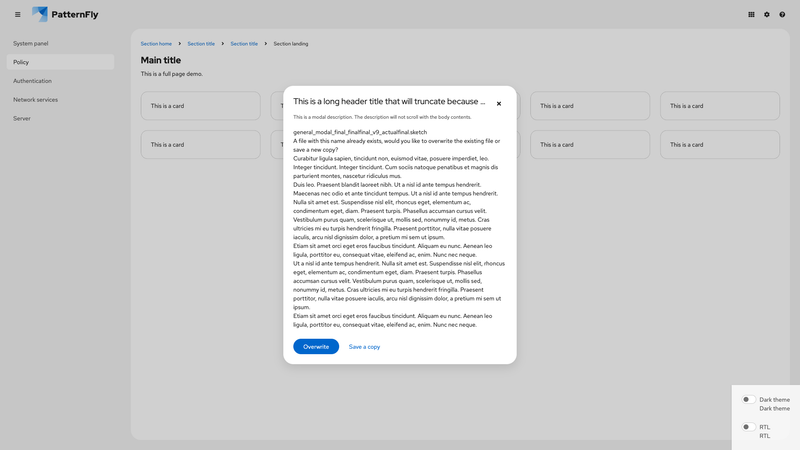 PatternFly
System panel
Policy
Authentication
Network services
Server
Section home
Section title
Section title
Section landing
Main title
This is a full page demo.
This is a card
This is a card
This is a card
This is a card
This is a card
This is a card
This is a long header title that will truncate because ...
This is a modal description. The description will not scroll with the body contents.
general_modal_final_finalfinal_v9_actualfinal.sketch
A file with this name already exists, would you like to overwrite the existing file or
save a new copy?
Curabitur ligula sapien, tincidunt non, euismod vitae, posuere imperdiet, leo.
Integer tincidunt. Integer tincidunt. Cum sociis natoque penatibus et magnis dis
parturient montes, nascetur ridiculus mus.
Duis leo. Praesent blandit laoreet nibh. Ut a nisl id ante tempus hendrerit.
Maecenas nec odio et ante tincidunt tempus. Ut a nisl id ante tempus hendrerit.
Nulla sit amet est. Suspendisse nisl elit, rhoncus eget, elementum ac,
condimentum eget, diam. Praesent turpis. Phasellus accumsan cursus velit.
Vestibulum purus quam, scelerisque ut, mollis sed, nonummy id, metus. Cras
ultricies mi eu turpis hendrerit fringilla. Praesent porttitor, nulla vitae posuere
iaculis, arcu nisl dignissim dolor, a pretium mi sem ut ipsum.
Etiam sit amet orci eget eros faucibus tincidunt. Aliquam eu nunc. Aenean leo
ligula, porttitor eu, consequat vitae, eleifend ac, enim. Nunc nec neque.
Ut a nisl id ante tempus hendrerit. Nulla sit amet est. Suspendisse nisl elit, rhoncus
eget, elementum ac, condimentum eget, diam. Praesent turpis. Phasellus
accumsan cursus velit. Vestibulum purus quam, scelerisque ut, mollis sed,
nonummy id, metus. Cras ultricies mi eu turpis hendrerit fringilla. Praesent
porttitor, nulla vitae posuere iaculis, arcu nisl dignissim dolor, a pretium mi sem ut
ipsum.
Etiam sit amet orci eget eros faucibus tincidunt. Aliquam eu nunc. Aenean leo
ligula, porttitor eu, consequat vitae, eleifend ac, enim. Nunc nec neque.
Overwrite
Save a copy
Dark theme
Dark theme
RTL
RTL